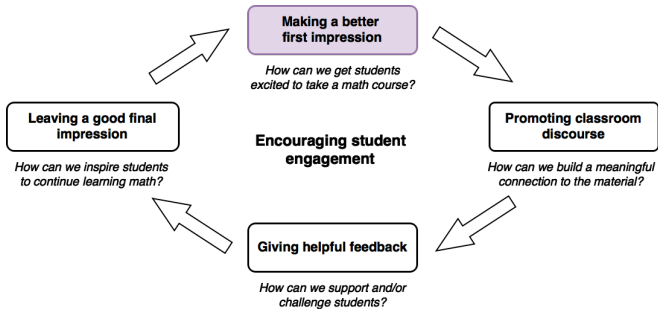 Making a better
first impression
How can we get students
excited to take a math course?
Leaving a good final
impression
How can we inspire students
to continue learning math?
Encouraging student
engagement
Promoting classroom
discourse
How can we build a meaningful
connection to the material?
Giving helpful feedback
How can we support and/or
challenge students?